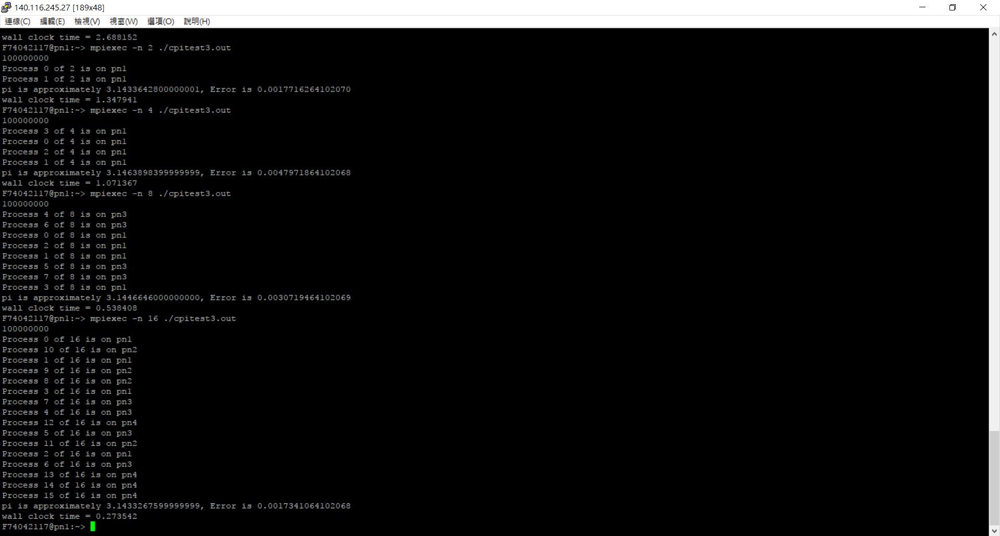 140.116.245.27 [189x48]
連線(C) 編輯(E) 檢視(V) 視窗(W) 選項(O) 說明(H)
wall clock time = 2.688152
F74042117@pn1:~> mpiexec -n 2 ./cpitest3.out
100000000
Process 0 of 2 is on pn1
Process 1 of 2 is on pn1
pi is approximately 3.1433642800000001, Error is 0.0017716264102070
wall clock time = 1.347941
F74042117@pn1:~> mpiexec -n 4 ./cpitest3.out
100000000
Process 3 of 4 is on pn1
Process 0 of 4 is on pn1
Process 2 of 4 is on pn1
Process 1 of 4 is on pn1
pi is approximately 3.1463898399999999, Error is 0.0047971864102068
wall clock time = 1.071367
F74042117@pn1:~> mpiexec -n 8 ./cpitest3.out
100000000
Process 4 of 8 is on pn3
Process 6 of 8 is on pn3
Process 0 of 8 is on pn1
Process 2 of 8 is on pn1
Process 1 of 8 is on pn1
Process 5 of 8 is on pn3
Process 7 of 8 is on pn3
Process 3 of 8 is on pn1
pi is approximately 3.1446646000000000, Error is 0.0030719464102069
wall clock time = 0.538408
F74042117@pn1:~> mpiexec -n 16 ./cpitest3.out
100000000
Process 0 of 16 is on pn1
Process 10 of 16 is on pn2
Process 1 of 16 is on pn1
Process 9 of 16 is on pn2
Process 8 of 16 is on pn2
Process 3 of 16 is on pn1
Process 7 of 16 is on pn3
Process 4 of 16 is on pn3
Process 12 of 16 is on pn4
Process 5 of 16 is on pn3
Process 11 of 16 is on pn2
Process 2 of 16 is on pn1
Process 6 of 16 is on pn3
Process 13 of 16 is on pn4
Process 14 of 16 is on pn4
Process 15 of 16 is on pn4
pi is approximately 3.1433267599999999, Error is 0.0017341064102068
wall clock time = 0.273542
F74042117@pn1:~>